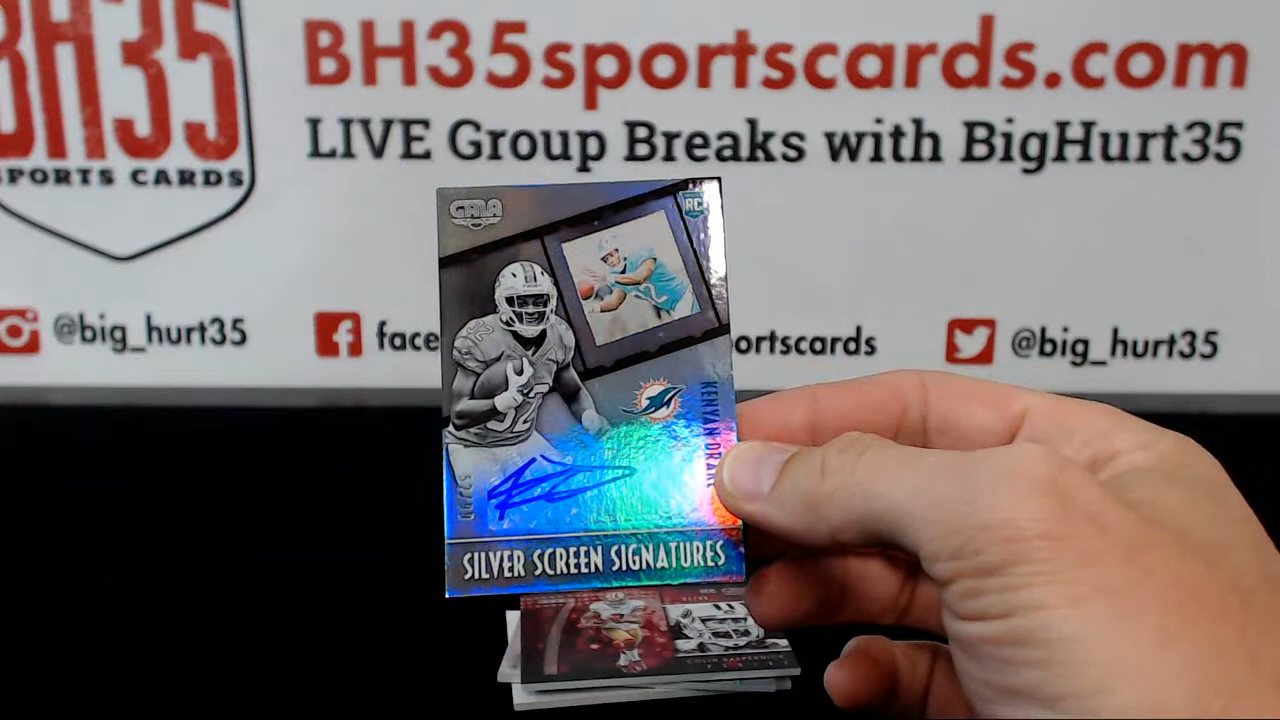 BH35
SPORTS CARDS
BH35sportscards.com
LIVE Group Breaks with BigHurt35
@big_hurt35
face
ortscards
@big_hurt35
GALA
RC
32
KENYAN DRAKE
SILVER SCREEN SIGNATURES
COLIN KAEPERNICK